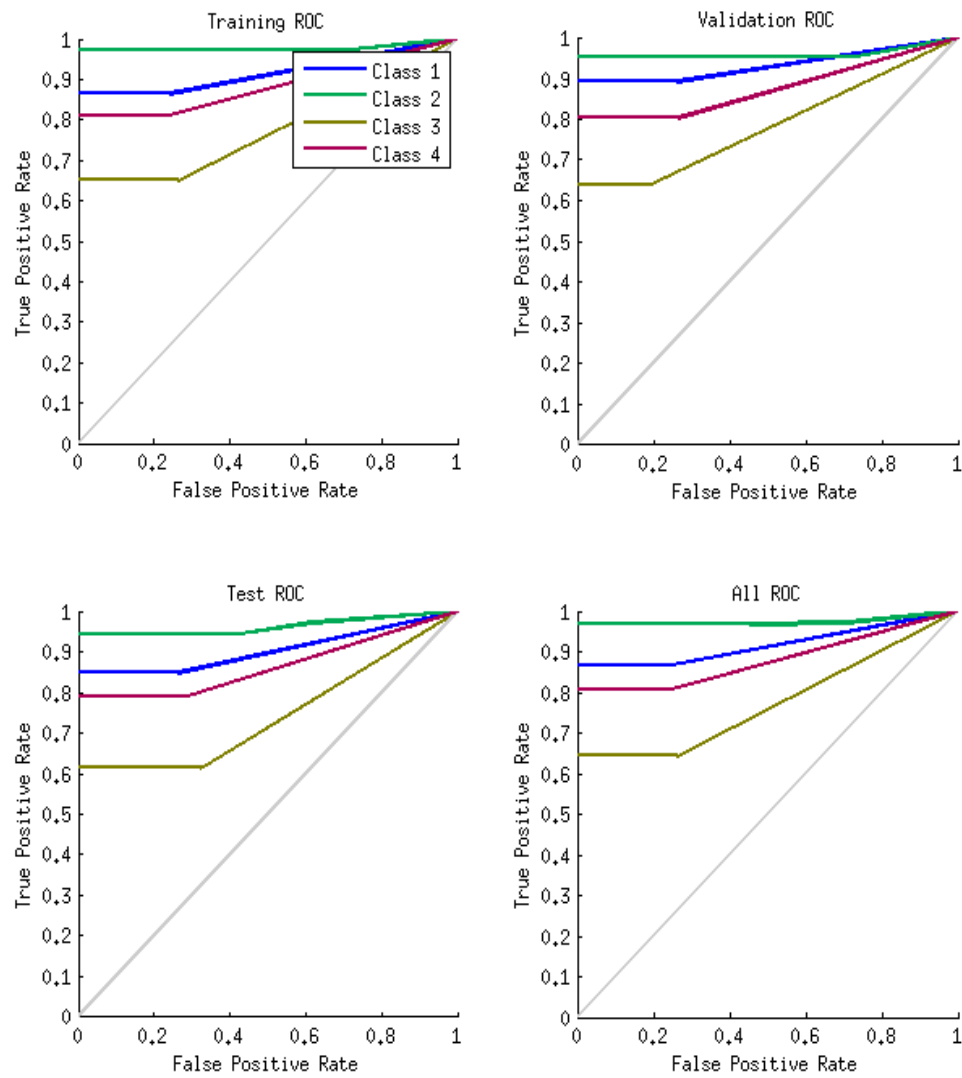 Training ROC
1
0.9
0.8
0.7
0.6
0.5
0.4
0.3
0.2
0.1
0
True Positive Rate
Class 1
Class 2
Class 3
Class 4
0 0.2 0.4 0.6 0.8 1
False Positive Rate
Validation ROC
1
0.9
0.8
0.7
0.6
0.5
0.4
0.3
0.2
0.1
0
True Positive Rate
0 0.2 0.4 0.6 0.8 1
False Positive Rate
Test ROC
1
0.9
0.8
0.7
0.6
0.5
0.4
0.3
0.2
0.1
0
True Positive Rate
0 0.2 0.4 0.6 0.8 1
False Positive Rate
All ROC
1
0.9
0.8
0.7
0.6
0.5
0.4
0.3
0.2
0.1
0
True Positive Rate
0 0.2 0.4 0.6 0.8 1
False Positive Rate